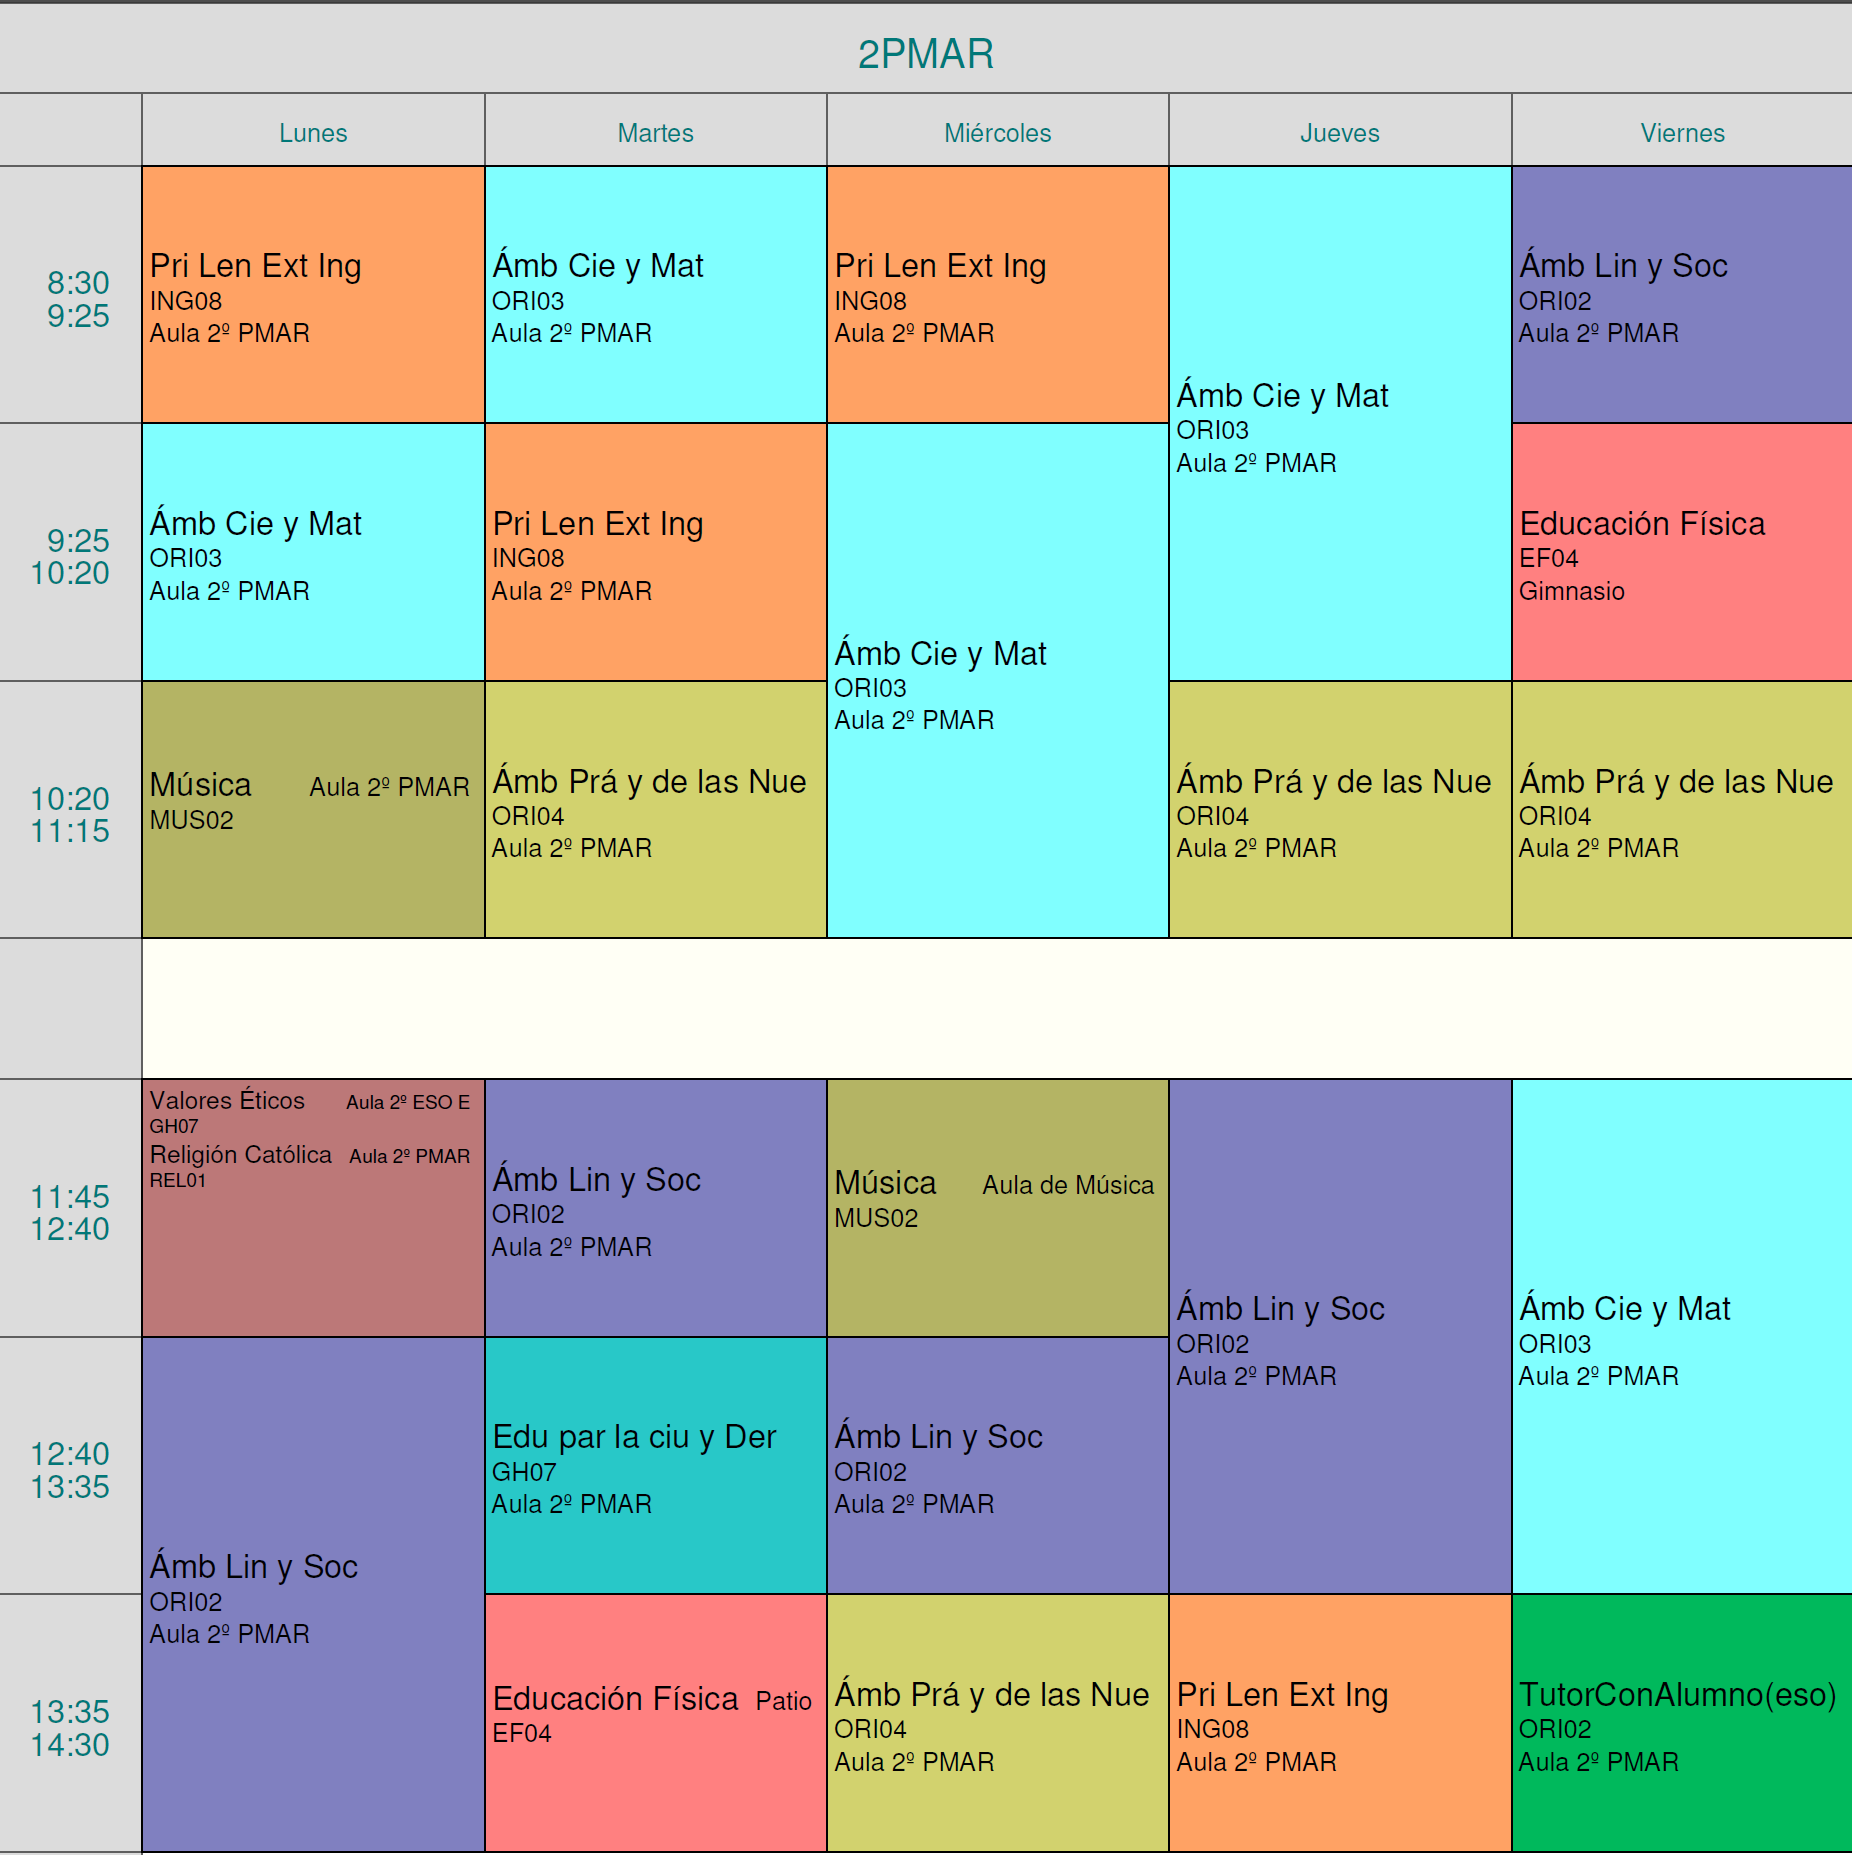 2PMAR
Lunes Martes Miércoles Jueves Viernes
8:30
9:25
Pri Len Ext Ing
ING08
Aula 2º PMAR
Ámb Cie y Mat
ORI03
Aula 2º PMAR
Pri Len Ext Ing
ING08
Aula 2º PMAR
Ámb Cie y Mat
ORI03
Aula 2º PMAR
Ámb Lin y Soc
ORI02
Aula 2º PMAR
9:25
10:20
Ámb Cie y Mat
ORI03
Aula 2º PMAR
Pri Len Ext Ing
ING08
Aula 2º PMAR
Ámb Cie y Mat
ORI03
Aula 2º PMAR
Educación Física
EF04
Gimnasio
10:20
11:15
Música Aula 2º PMAR
MUS02
Ámb Prá y de las Nue
ORI04
Aula 2º PMAR
Ámb Prá y de las Nue
ORI04
Aula 2º PMAR
Ámb Prá y de las Nue
ORI04
Aula 2º PMAR
11:45
12:40
Valores Éticos Aula 2º ESO E
GH07
Religión Católica Aula 2º PMAR
REL01
Ámb Lin y Soc
ORI02
Aula 2º PMAR
Música Aula de Música
MUS02
Ámb Lin y Soc
ORI02
Aula 2º PMAR
Ámb Cie y Mat
ORI03
Aula 2º PMAR
12:40
13:35
Ámb Lin y Soc
ORI02
Aula 2º PMAR
Edu par la ciu y Der
GH07
Aula 2º PMAR
Ámb Lin y Soc
ORI02
Aula 2º PMAR
13:35
14:30
Educación Física Patio
EF04
Ámb Prá y de las Nue
ORI04
Aula 2º PMAR
Pri Len Ext Ing
ING08
Aula 2º PMAR
TutorConAlumno(eso)
ORI02
Aula 2º PMAR